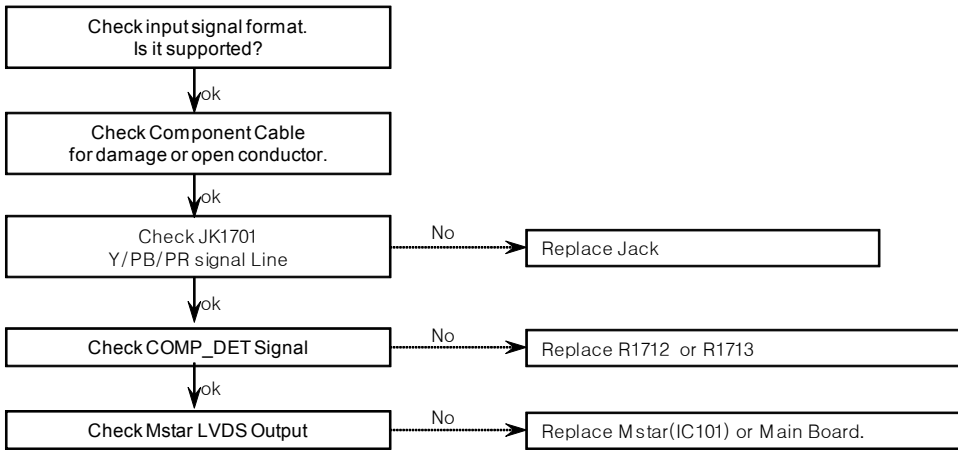 Check input signal format.
Is it supported?
ok
Check Component Cable
for damage or open conductor.
ok
Check JK1701
Y/PB/PR signal Line
No
Replace Jack
ok
Check COMP_DET Signal
No
Replace R1712 or R1713
ok
Check Mstar LVDS Output
No
Replace Mstar(IC101) or Main Board.